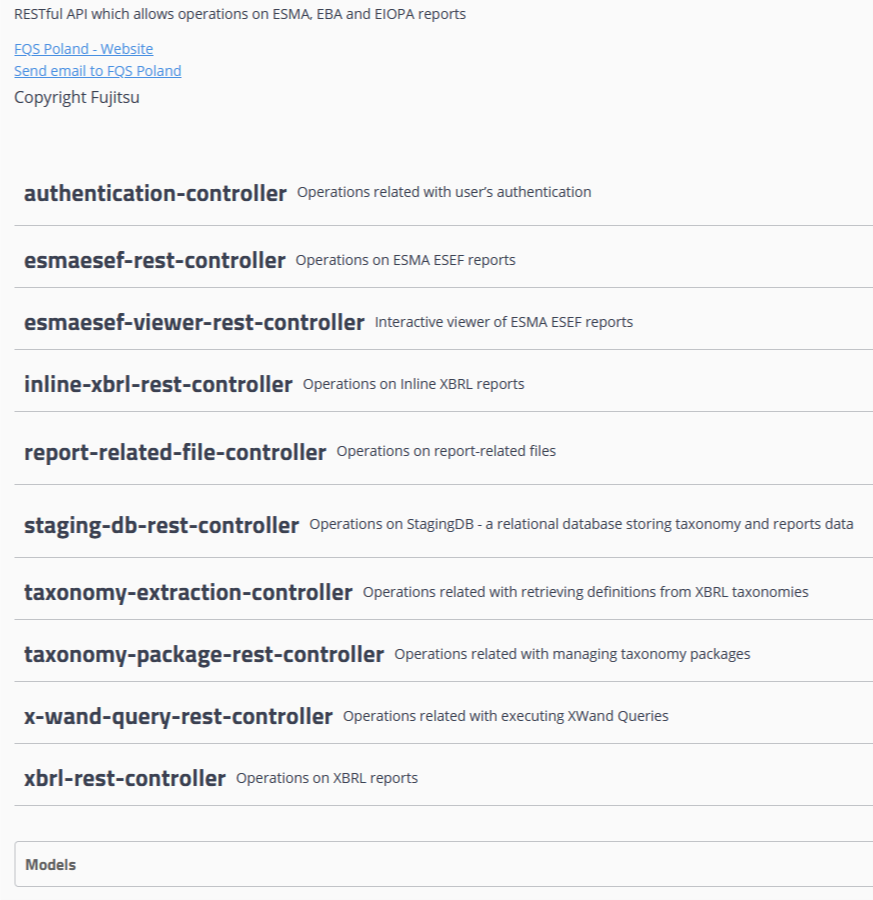 RESTful API which allows operations on ESMA, EBA and EIOPA reports
FQS Poland - Website
Send email to FQS Poland
Copyright Fujitsu
authentication-controller Operations related with user's authentication
esmaesef-rest-controller Operations on ESMA ESEF reports
esmaesef-viewer-rest-controller Interactive viewer of ESMA ESEF reports
inline-xbrl-rest-controller Operations on Inline XBRL reports
report-related-file-controller Operations on report-related files
staging-db-rest-controller Operations on StagingDB - a relational database storing taxonomy and reports data
taxonomy-extraction-controller Operations related with retrieving definitions from XBRL taxonomies
taxonomy-package-rest-controller Operations related with managing taxonomy packages
x-wand-query-rest-controller Operations related with executing XWand Queries
xbrl-rest-controller Operations on XBRL reports
Models